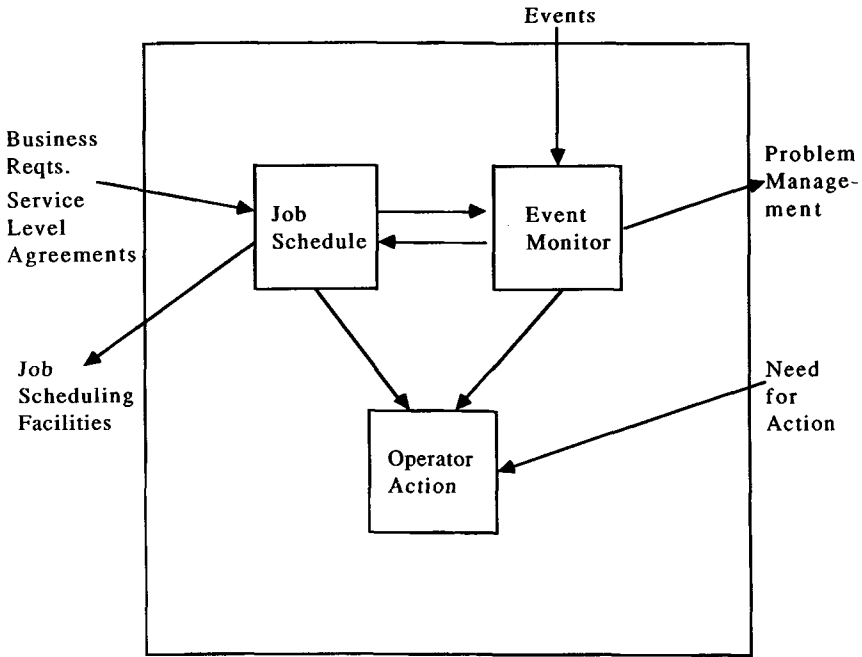 Events
Business
Reqts.
Service
Level
Agreements
Job
Schedule
Event
Monitor
Problem
Manage-
ment
Job
Scheduling
Facilities
Need
for
Action
Operator
Action